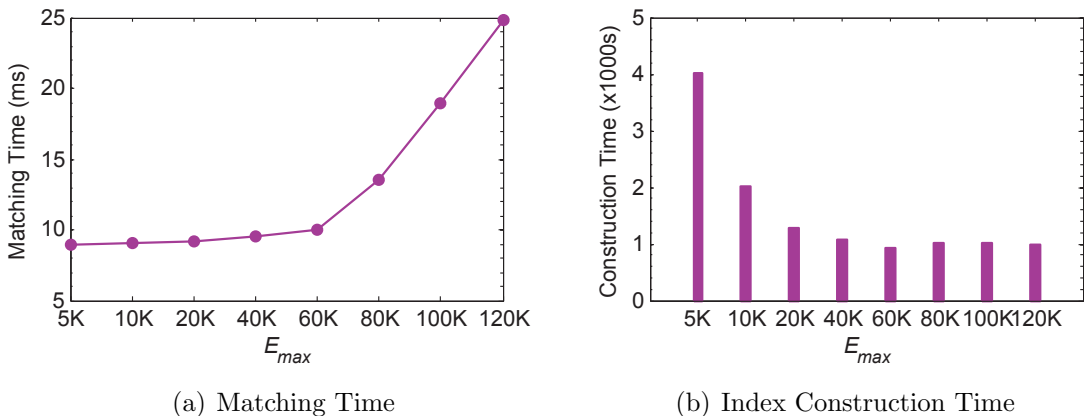 25
20
15
10
5
Matching Time (ms)
5K 10K 20K 40K 60K 80K 100K 120K
E_max
(a) Matching Time
5
4
3
2
1
0
Construction Time (x1000s)
5K 10K 20K 40K 60K 80K 100K 120K
E_max
(b) Index Construction Time